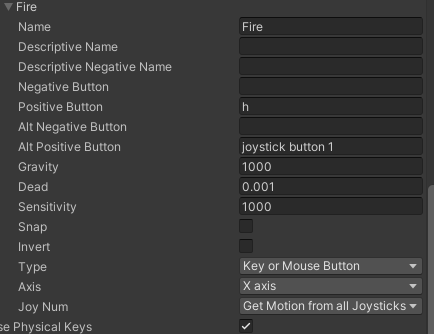 Fire
Name Fire
Descriptive Name
Descriptive Negative Name
Negative Button
Positive Button h
Alt Negative Button
Alt Positive Button joystick button 1
Gravity 1000
Dead 0.001
Sensitivity 1000
Snap
Invert
Type Key or Mouse Button
Axis X axis
Joy Num Get Motion from all Joysticks
se Physical Keys